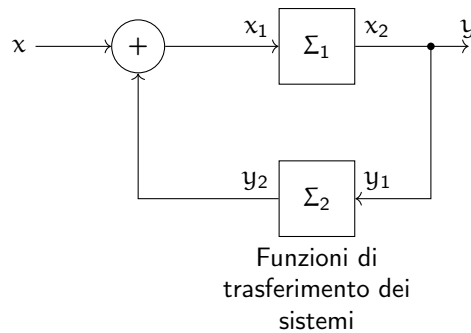 x
+
x₁
Σ₁
x₂
y
y₂
Σ₂
y₁
Funzioni di
trasferimento dei
sistemi